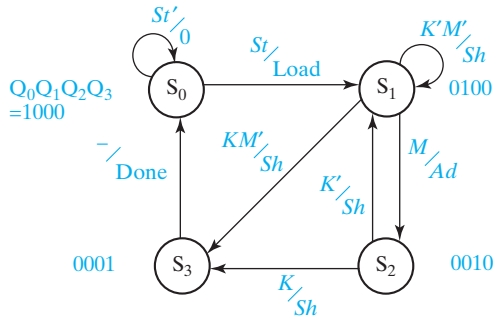 St′/0
St/Load
K′M′/Sh
S₀
S₁
Q₀Q₁Q₂Q₃
=1000
0100
–/Done
KM′/Sh
K′/Sh
M/Ad
0001
S₃
S₂
0010
K/Sh